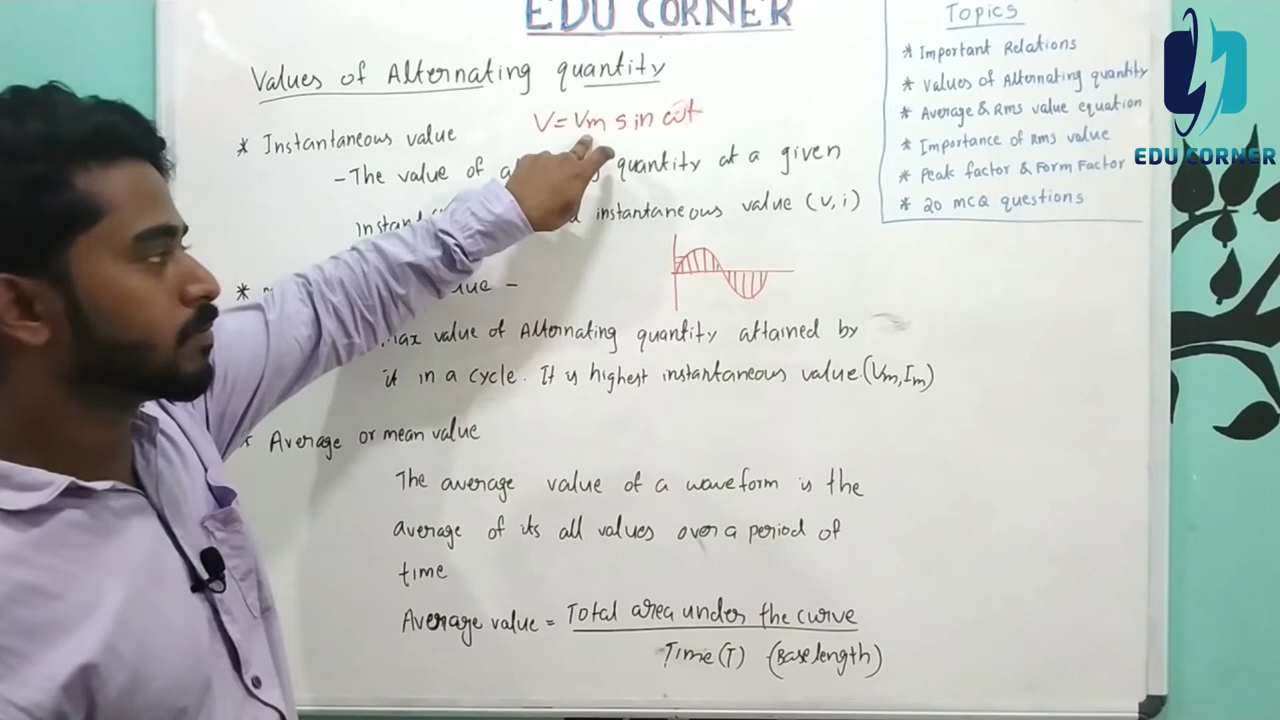 EDU CORNER
Values of Alternating quantity
* Instantaneous value
V = Vm sin ωt
- The value of quantity at a given
instantaneous value (v, i)
* -
Max value of Alternating quantity attained by
it in a cycle. It is highest instantaneous value. (Vm, Im)
* Average or mean value
The average value of a waveform is the
average of its all values over a period of
time
Average value = Total area under the curve
Time (T) (Base length)
Topics
* Important Relations
* Values of Alternating quantity
* Average & Rms value equation
* Importance of Rms value
* Peak factor & Form Factor
* 20 MCQ questions
EDU CORNER